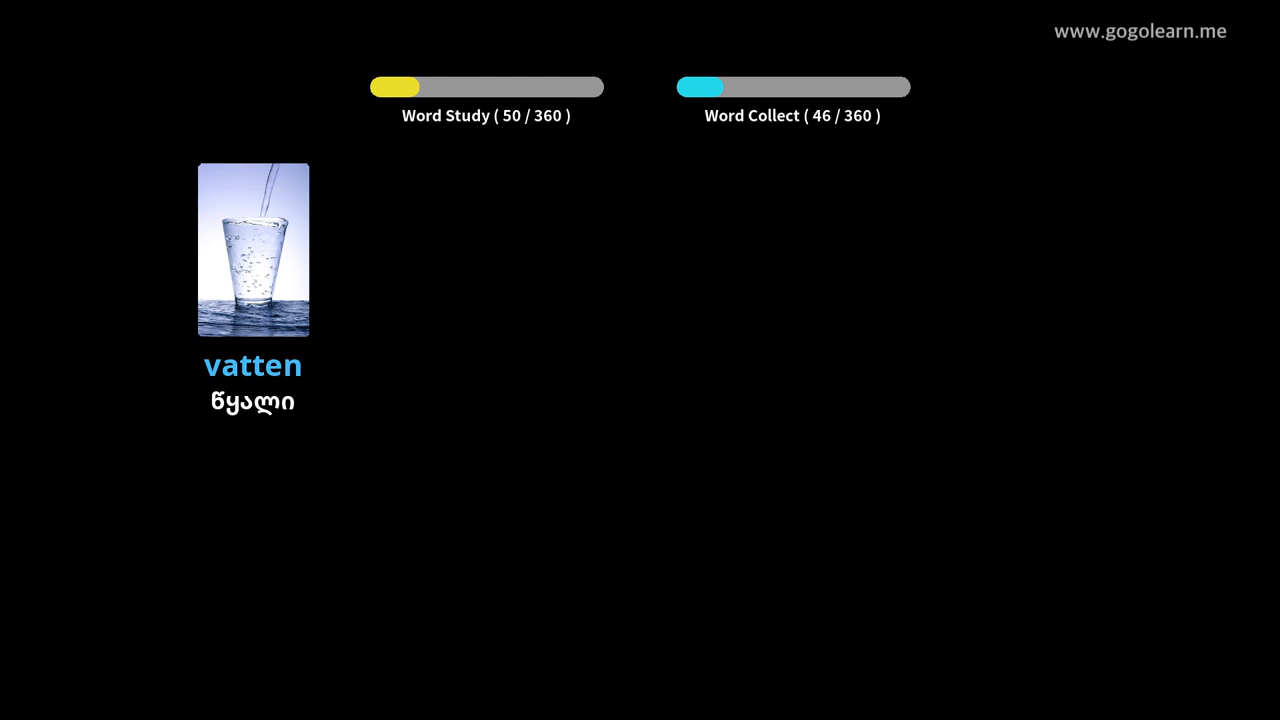 www.gogolearn.me
Word Study ( 50 / 360 )
Word Collect ( 46 / 360 )
vatten
წყალი